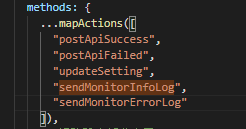 methods: {
...mapActions([
"postApiSuccess",
"postApiFailed",
"updateSetting",
"sendMonitorInfoLog",
"sendMonitorErrorLog"
]),